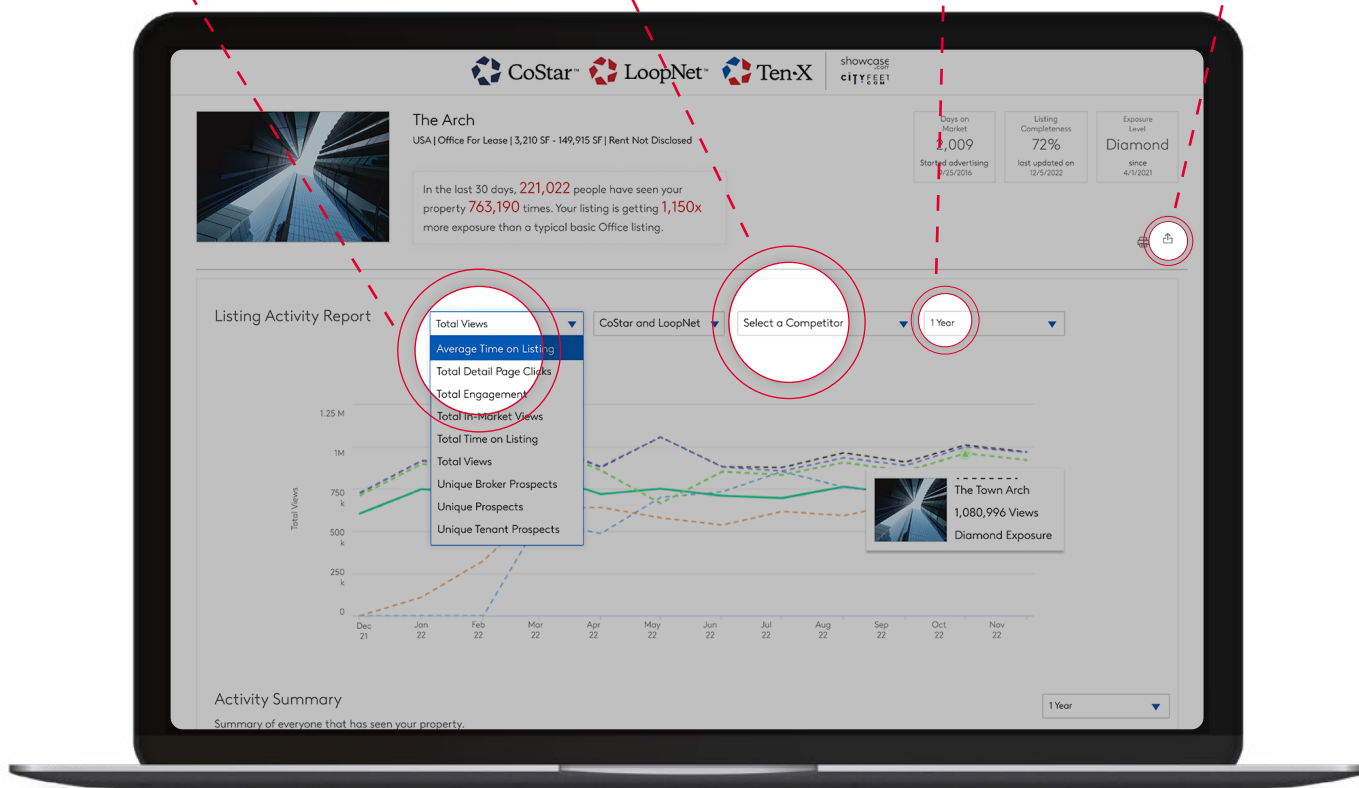 CoStar™ LoopNet™ Ten-X
showcase
.com
CITYFEET
.COM
The Arch
USA | Office For Lease | 3,210 SF - 149,915 SF | Rent Not Disclosed
In the last 30 days, 221,022 people have seen your
property 763,190 times. Your listing is getting 1,150x
more exposure than a typical basic Office listing.
Days on
Market
2,009
Started advertising
9/25/2016
Listing
Completeness
72%
last updated on
12/5/2022
Exposure
Level
Diamond
since
4/1/2021
Listing Activity Report
Total Views
CoStar and LoopNet
Select a Competitor
1 Year
Average Time on Listing
Total Detail Page Clicks
Total Engagement
Total In-Market Views
Total Time on Listing
Total Views
Unique Broker Prospects
Unique Prospects
Unique Tenant Prospects
Total Views
1.25 M
1M
750
k
500
k
250
k
0
Dec
21
Jan
22
Feb
22
Mar
22
Apr
22
May
22
Jun
22
Jul
22
Aug
22
Sep
22
Oct
22
Nov
22
The Town Arch
1,080,996 Views
Diamond Exposure
Activity Summary
Summary of everyone that has seen your property.
1 Year